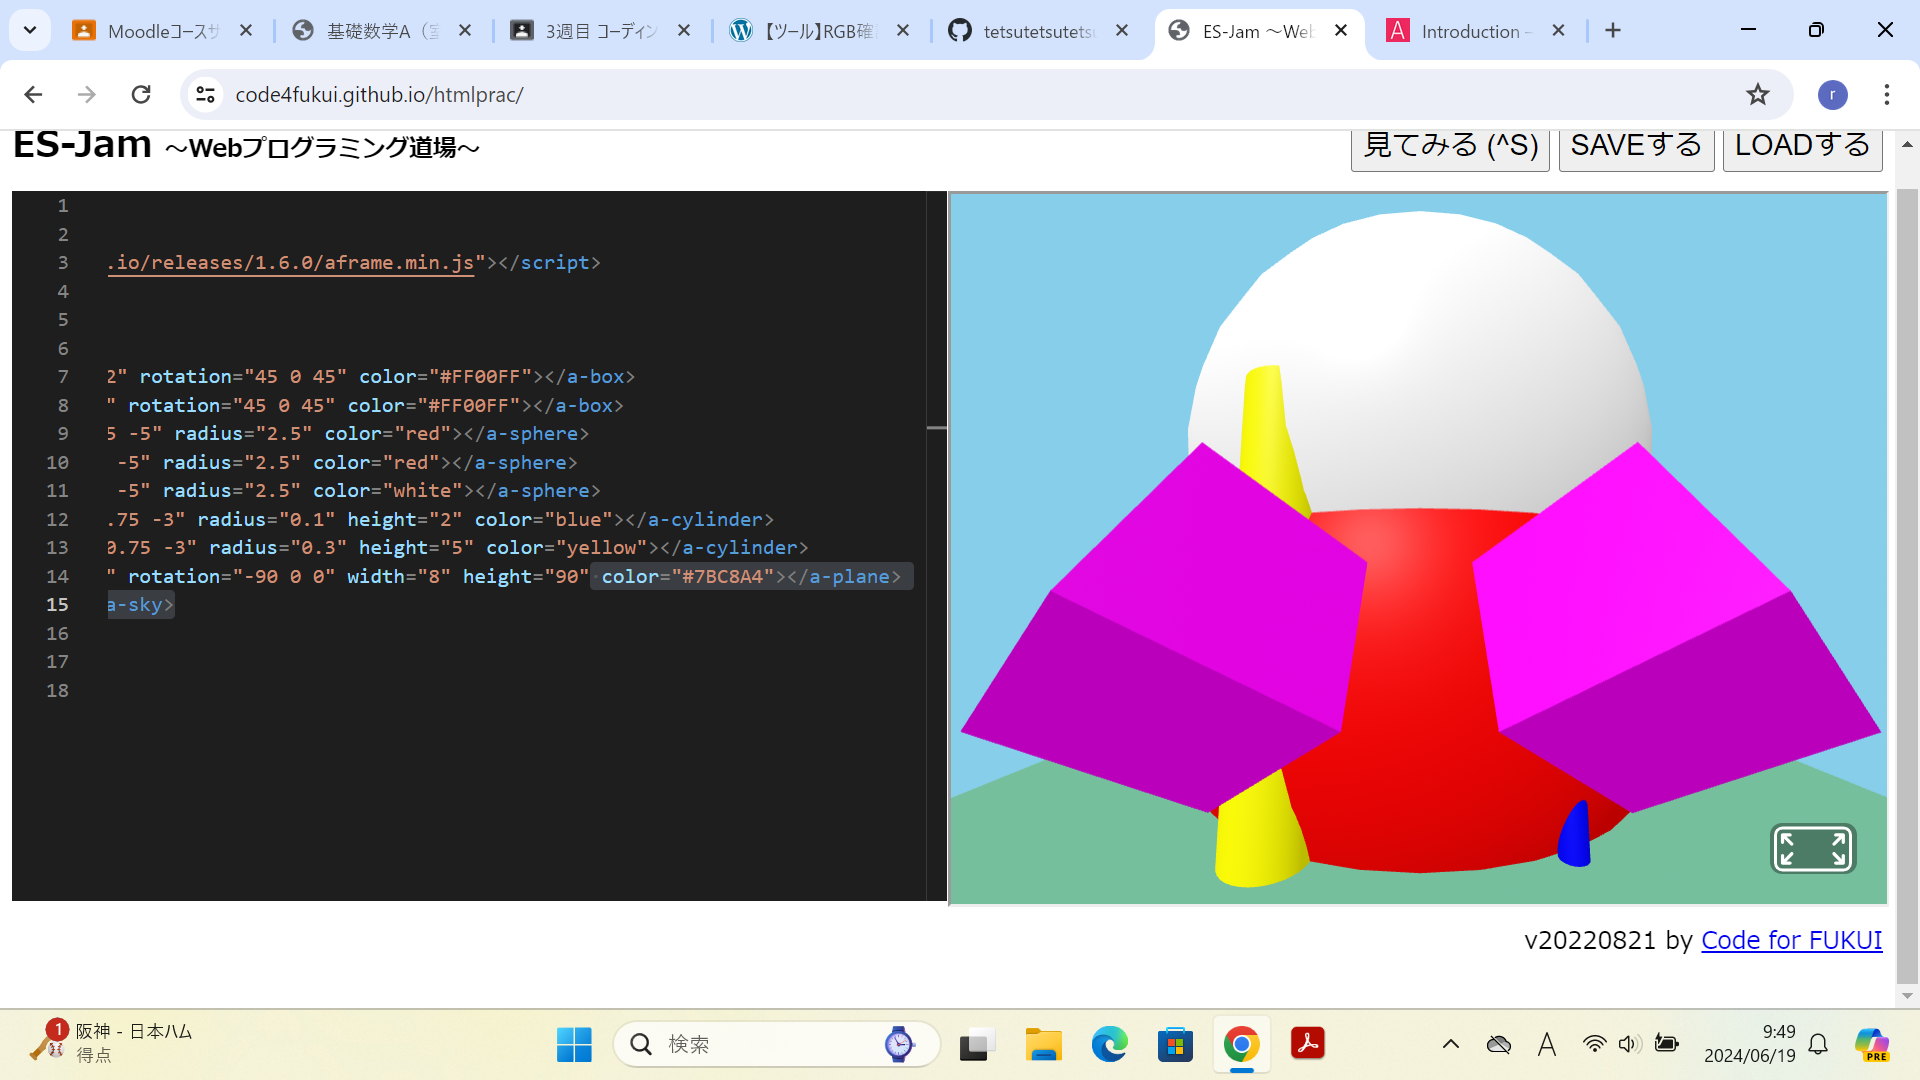 Moodleコースサ
基礎数学A（室
3週目 コーディン
【ツール】RGB確認
tetsutetsutetsu
ES-Jam ～Web
Introduction –
code4fukui.github.io/htmlprac/
r
ES-Jam ～Webプログラミング道場～
見てみる (^S)
SAVEする
LOADする
1
2
3 .io/releases/1.6.0/aframe.min.js"></script>
4
5
6
7 2" rotation="45 0 45" color="#FF00FF"></a-box>
8 " rotation="45 0 45" color="#FF00FF"></a-box>
9 5 -5" radius="2.5" color="red"></a-sphere>
10 -5" radius="2.5" color="red"></a-sphere>
11 -5" radius="2.5" color="white"></a-sphere>
12 .75 -3" radius="0.1" height="2" color="blue"></a-cylinder>
13 0.75 -3" radius="0.3" height="5" color="yellow"></a-cylinder>
14 " rotation="-90 0 0" width="8" height="90" color="#7BC8A4"></a-plane>
15 a-sky>
16
17
18
v20220821 by Code for FUKUI
1
阪神 - 日本ハム
得点
検索
A
9:49
2024/06/19
PRE